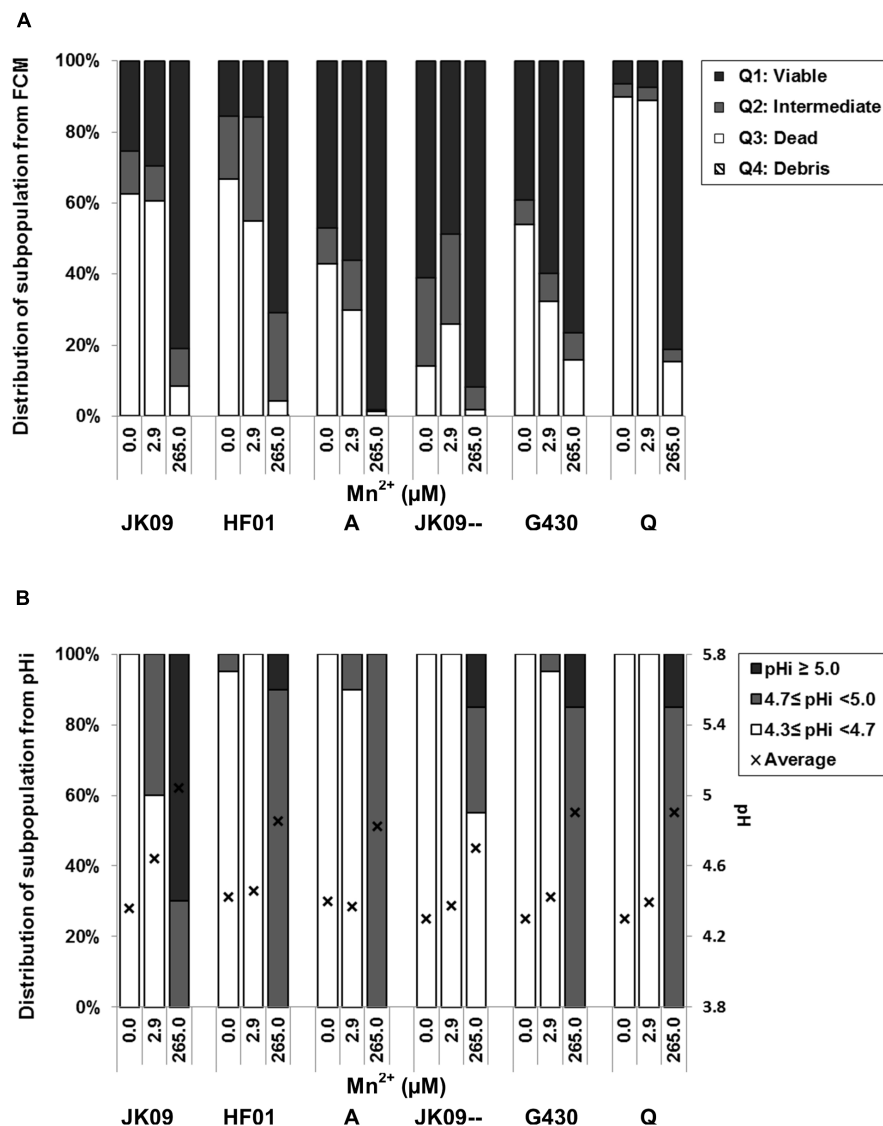 A
Distribution of subpopulation from FCM
100%
80%
60%
40%
20%
0%
Q1: Viable
Q2: Intermediate
Q3: Dead
Q4: Debris
0.0 2.9 265.0 0.0 2.9 265.0 0.0 2.9 265.0 0.0 2.9 265.0 0.0 2.9 265.0 0.0 2.9 265.0
Mn2+ (µM)
JK09 HF01 A JK09-- G430 Q
B
Distribution of subpopulation from pHi
100%
80%
60%
40%
20%
0%
5.8
5.4
5
4.6
4.2
3.8
pH
pHi ≥ 5.0
4.7≤ pHi <5.0
4.3≤ pHi <4.7
×Average
0.0 2.9 265.0 0.0 2.9 265.0 0.0 2.9 265.0 0.0 2.9 265.0 0.0 2.9 265.0 0.0 2.9 265.0
Mn2+ (µM)
JK09 HF01 A JK09-- G430 Q